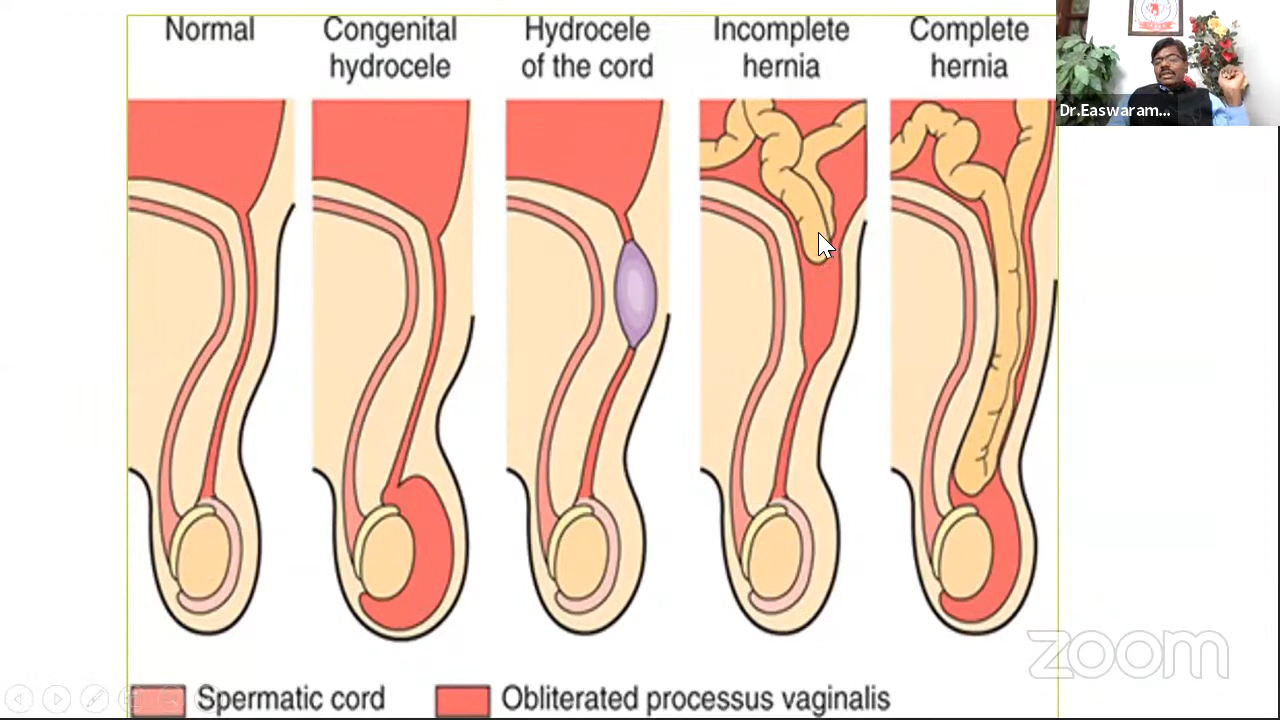 Normal
Congenital
hydrocele
Hydrocele
of the cord
Incomplete
hernia
Complete
hernia
Dr.Easwaram...
zoom
Spermatic cord
Obliterated processus vaginalis